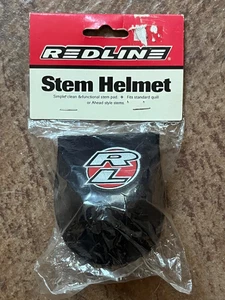 REDLINE
Stem Helmet
Simple! clean & functional stem pad. • Fits standard quill
or Ahead style stems
RL